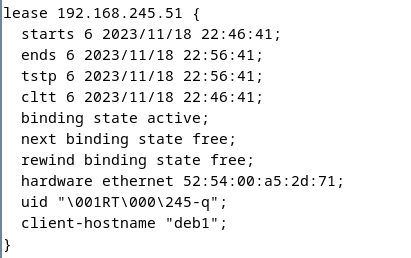 lease 192.168.245.51 {
  starts 6 2023/11/18 22:46:41;
  ends 6 2023/11/18 22:56:41;
  tstp 6 2023/11/18 22:56:41;
  cltt 6 2023/11/18 22:46:41;
  binding state active;
  next binding state free;
  rewind binding state free;
  hardware ethernet 52:54:00:a5:2d:71;
  uid "\001RT\000\245-q";
  client-hostname "deb1";
}